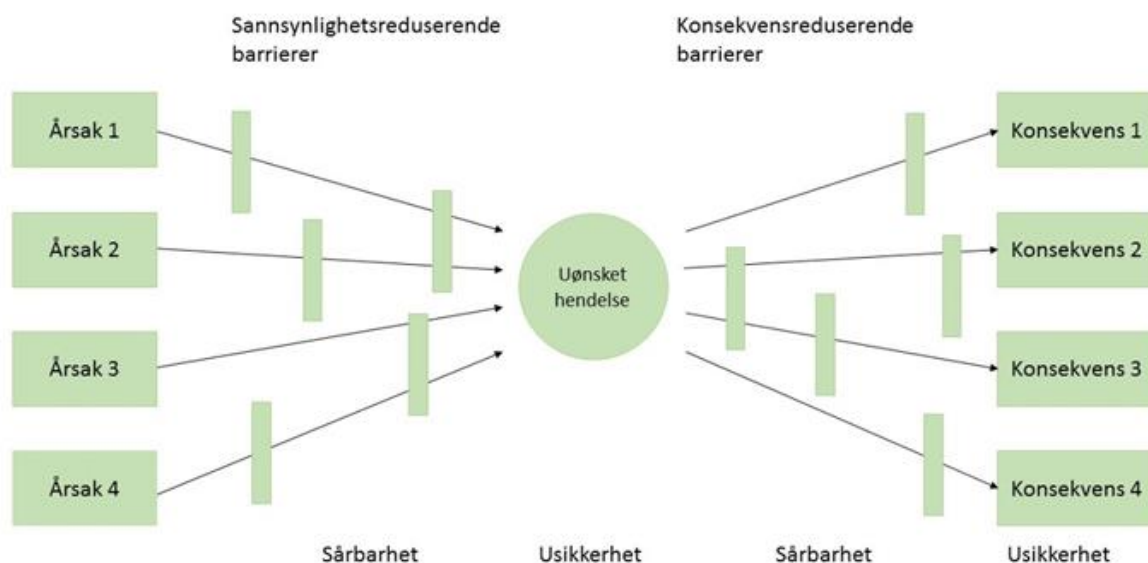 Sannsynlighetsreduserende
barrierer
Konsekvensreduserende
barrierer
Årsak 1
Årsak 2
Årsak 3
Årsak 4
Uønsket
hendelse
Konsekvens 1
Konsekvens 2
Konsekvens 3
Konsekvens 4
Sårbarhet
Usikkerhet
Sårbarhet
Usikkerhet